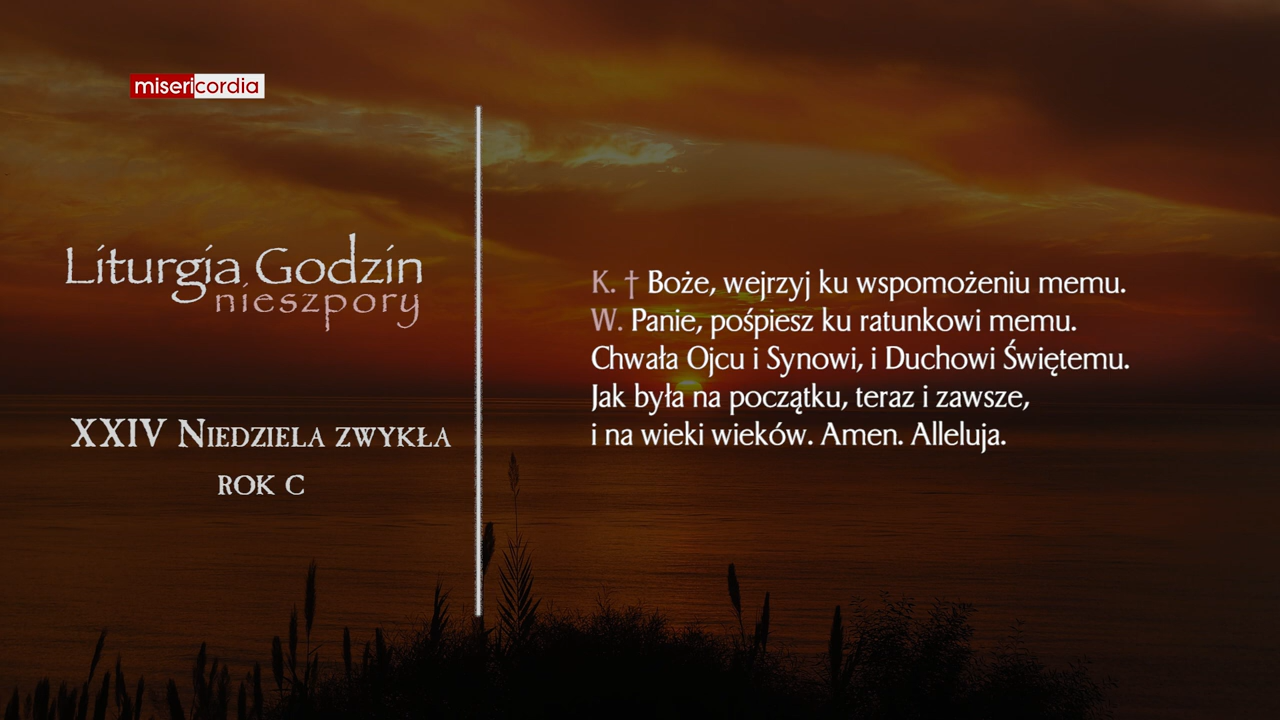 misericordia
Liturgia Godzin
nieszpory
XXIV Niedziela zwykła
rok C
K. † Boże, wejrzyj ku wspomożeniu memu.
W. Panie, pośpiesz ku ratunkowi memu.
Chwała Ojcu i Synowi, i Duchowi Świętemu.
Jak była na początku, teraz i zawsze,
i na wieki wieków. Amen. Alleluja.